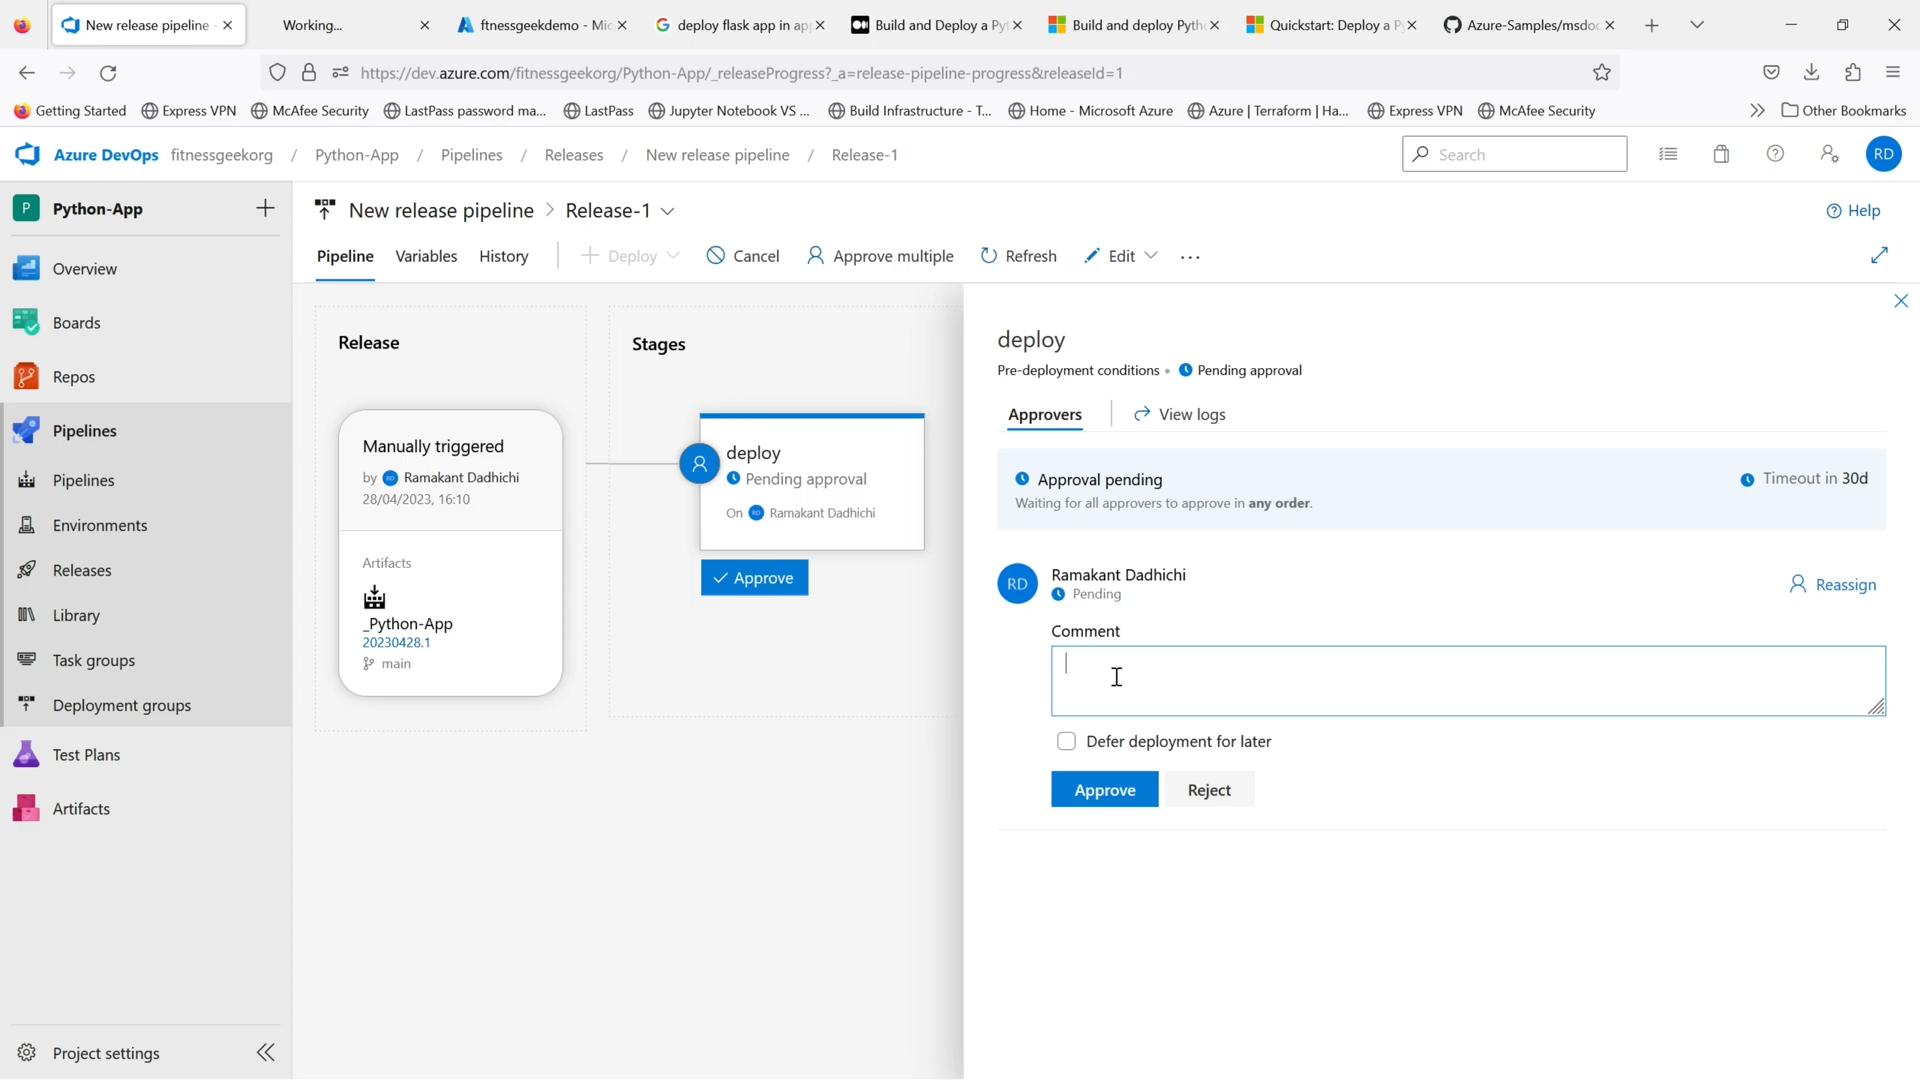 New release pipeline -
Working...
ftnessgeekdemo - Mic
deploy flask app in ap
Build and Deploy a Py
Build and deploy Pytho
Quickstart: Deploy a P
Azure-Samples/msdoc
https://dev.azure.com/fitnessgeekorg/Python-App/_releaseProgress?_a=release-pipeline-progress&releaseId=1
Getting Started
Express VPN
McAfee Security
LastPass password ma...
LastPass
Jupyter Notebook VS ...
Build Infrastructure - T...
Home - Microsoft Azure
Azure | Terraform | Ha...
Express VPN
McAfee Security
Other Bookmarks
Azure DevOps fitnessgeekorg / Python-App / Pipelines / Releases / New release pipeline / Release-1
Search
RD
P Python-App
Overview
Boards
Repos
Pipelines
Pipelines
Environments
Releases
Library
Task groups
Deployment groups
Test Plans
Artifacts
Project settings
New release pipeline > Release-1
Help
Pipeline
Variables
History
Deploy
Cancel
Approve multiple
Refresh
Edit
...
Release
Manually triggered
by RD Ramakant Dadhichi
28/04/2023, 16:10
Artifacts
_Python-App
20230428.1
main
Stages
deploy
Pending approval
On RD Ramakant Dadhichi
Approve
deploy
Pre-deployment conditions • Pending approval
Approvers
View logs
Approval pending
Timeout in 30d
Waiting for all approvers to approve in any order.
RD
Ramakant Dadhichi
Pending
Reassign
Comment
Defer deployment for later
Approve
Reject